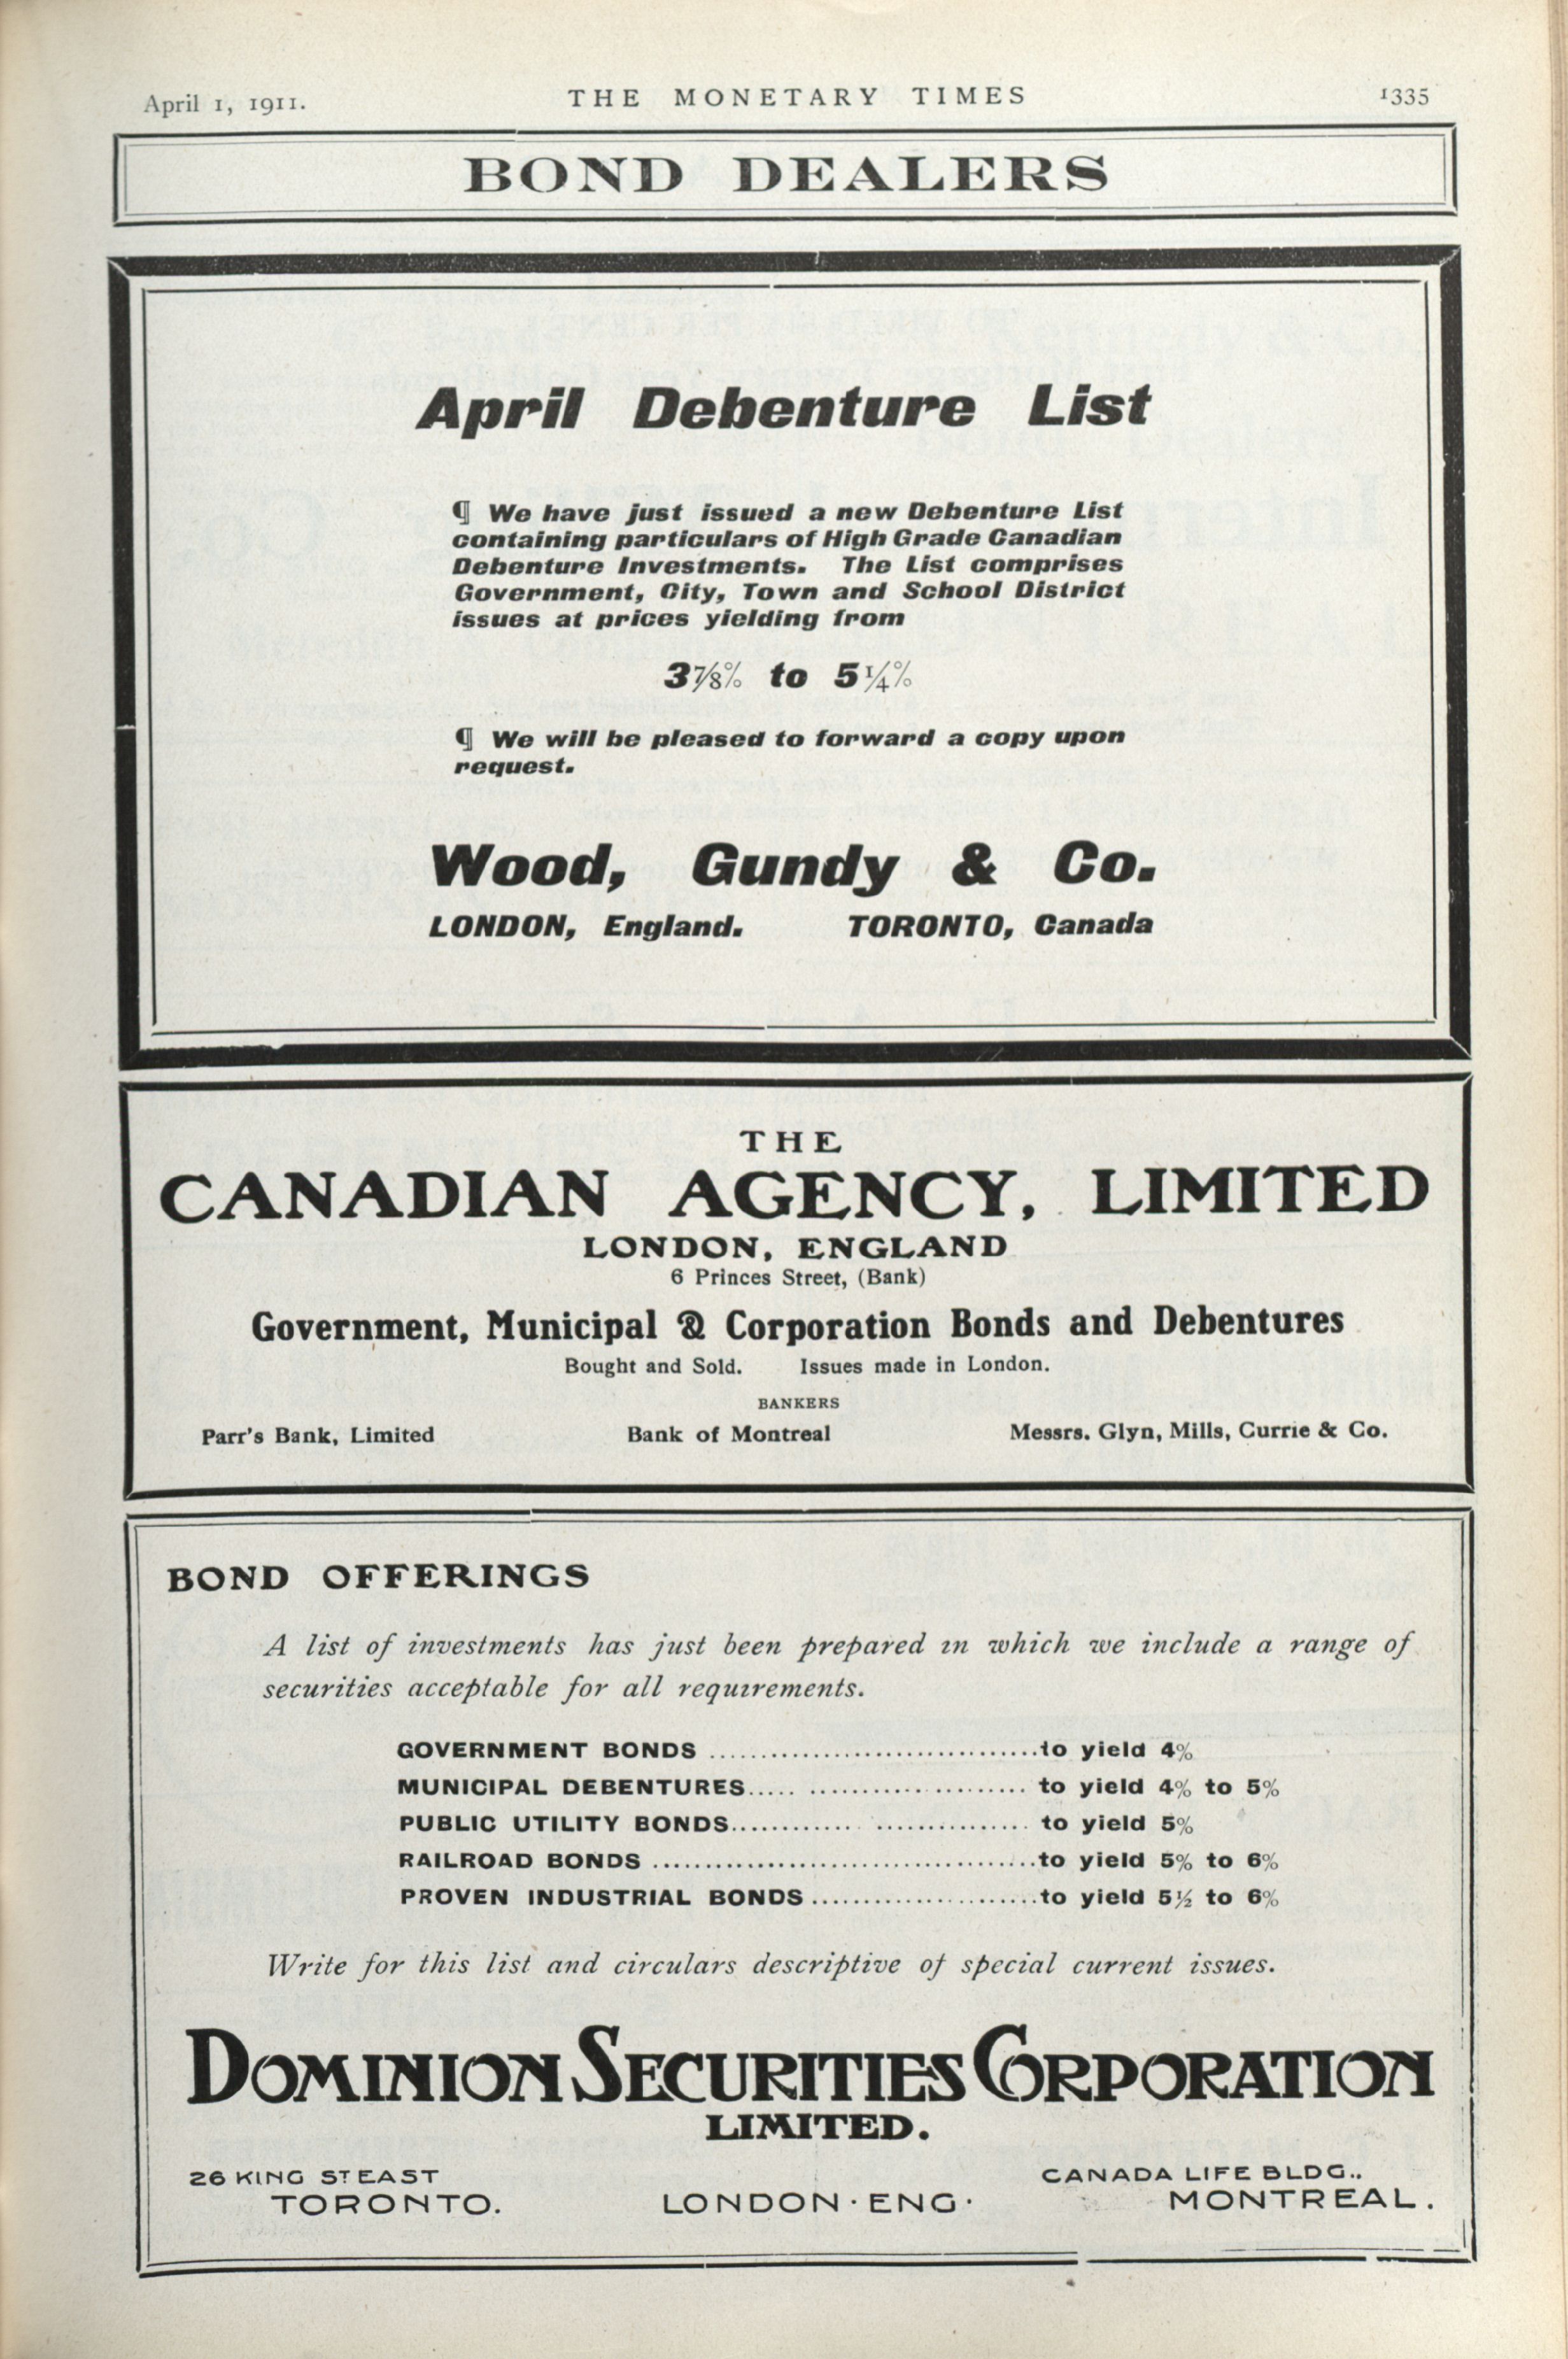 April 1, 1911.
THE MONETARY TIMES
1335
BOND DEALERS
April Debenture List
¶ We have just issued a new Debenture List
containing particulars of High Grade Canadian
Debenture Investments. The List comprises
Government, City, Town and School District
issues at prices yielding from
3⅞% to 5¼%
¶ We will be pleased to forward a copy upon
request.
Wood, Gundy & Co.
LONDON, England. TORONTO, Canada
THE
CANADIAN AGENCY, LIMITED
LONDON, ENGLAND
6 Princes Street, (Bank)
Government, Municipal & Corporation Bonds and Debentures
Bought and Sold. Issues made in London.
BANKERS
Parr's Bank, Limited Bank of Montreal Messrs. Glyn, Mills, Currie & Co.
BOND OFFERINGS
A list of investments has just been prepared in which we include a range of
securities acceptable for all requirements.
GOVERNMENT BONDS ................................to yield 4%
MUNICIPAL DEBENTURES..... ..................... to yield 4% to 5%
PUBLIC UTILITY BONDS............ ............... to yield 5%
RAILROAD BONDS .....................................to yield 5% to 6%
PROVEN INDUSTRIAL BONDS......................to yield 5½ to 6%
Write for this list and circulars descriptive of special current issues.
DOMINION SECURITIES CORPORATION
LIMITED.
26 KING ST EAST
TORONTO.
LONDON · ENG ·
CANADA LIFE BLDG..
MONTREAL.